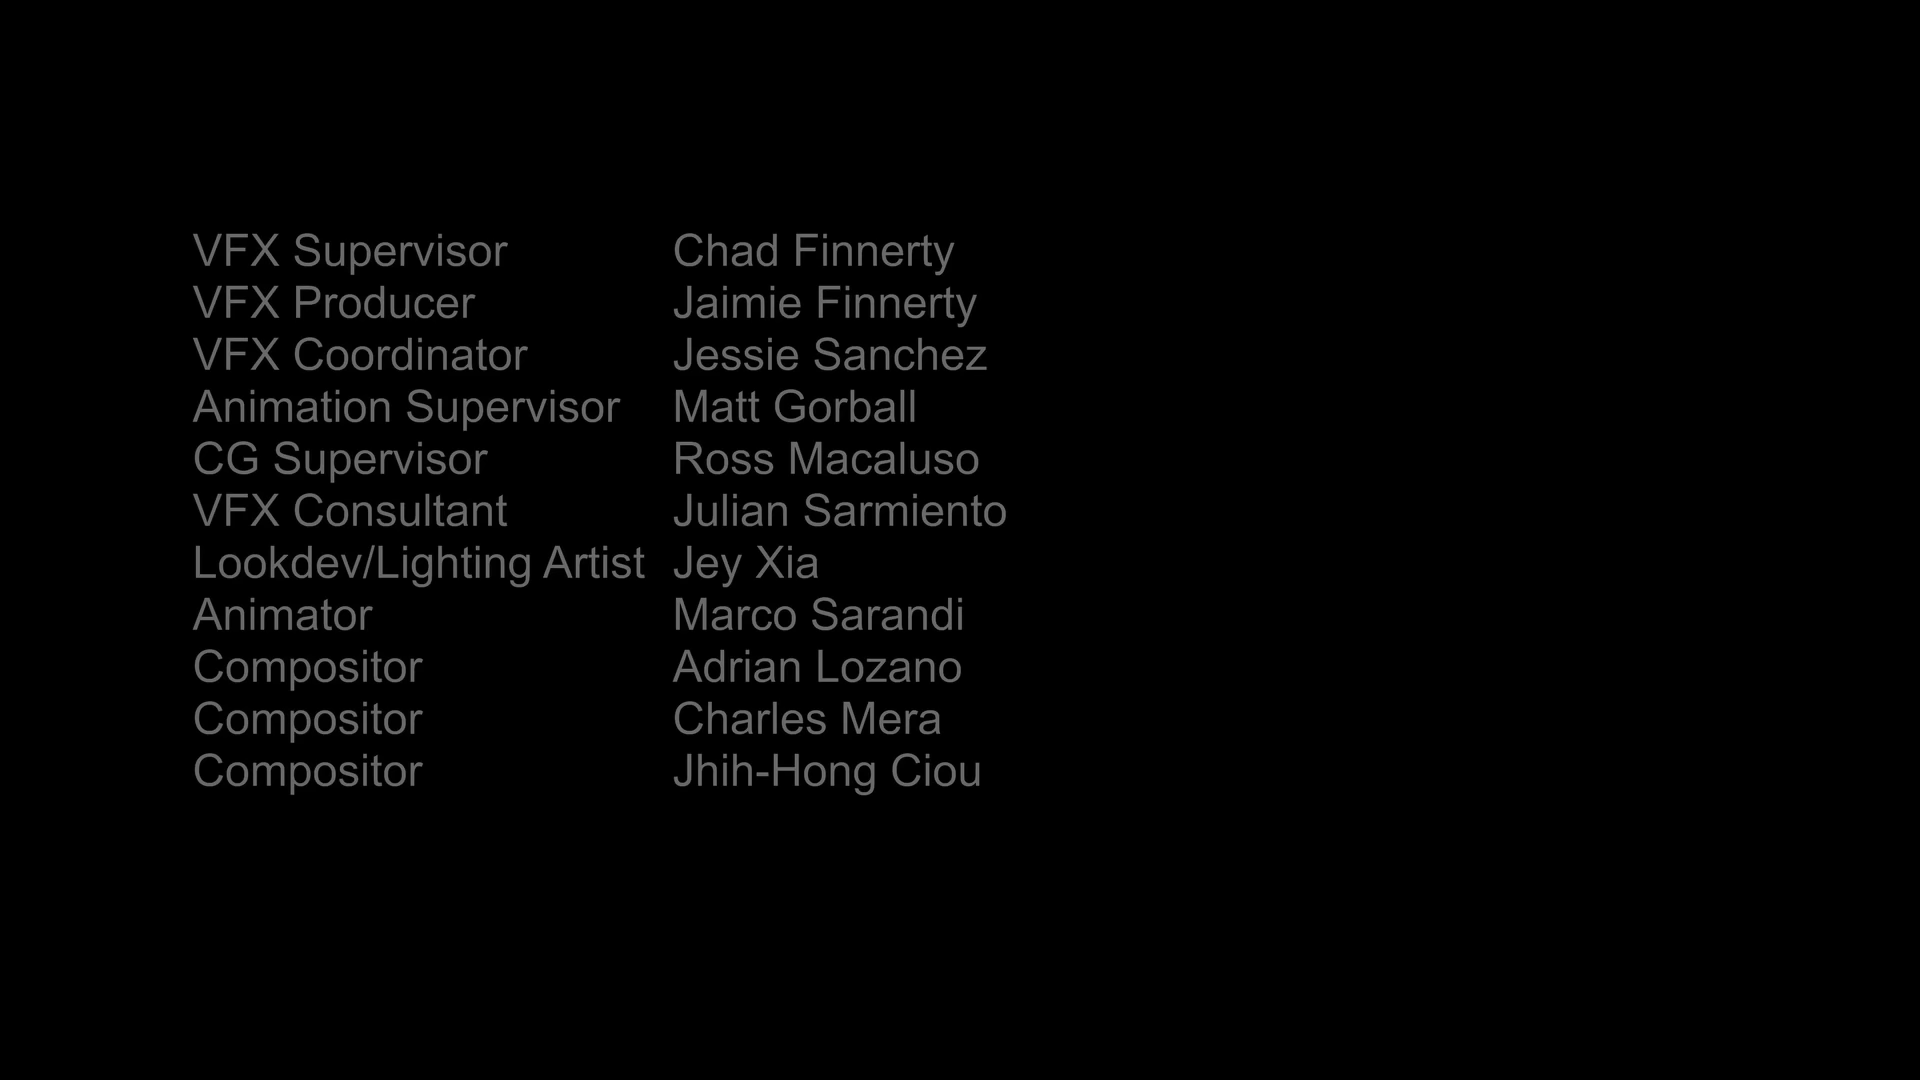 VFX Supervisor Chad Finnerty
VFX Producer Jaimie Finnerty
VFX Coordinator Jessie Sanchez
Animation Supervisor Matt Gorball
CG Supervisor Ross Macaluso
VFX Consultant Julian Sarmiento
Lookdev/Lighting Artist Jey Xia
Animator Marco Sarandi
Compositor Adrian Lozano
Compositor Charles Mera
Compositor Jhih-Hong Ciou